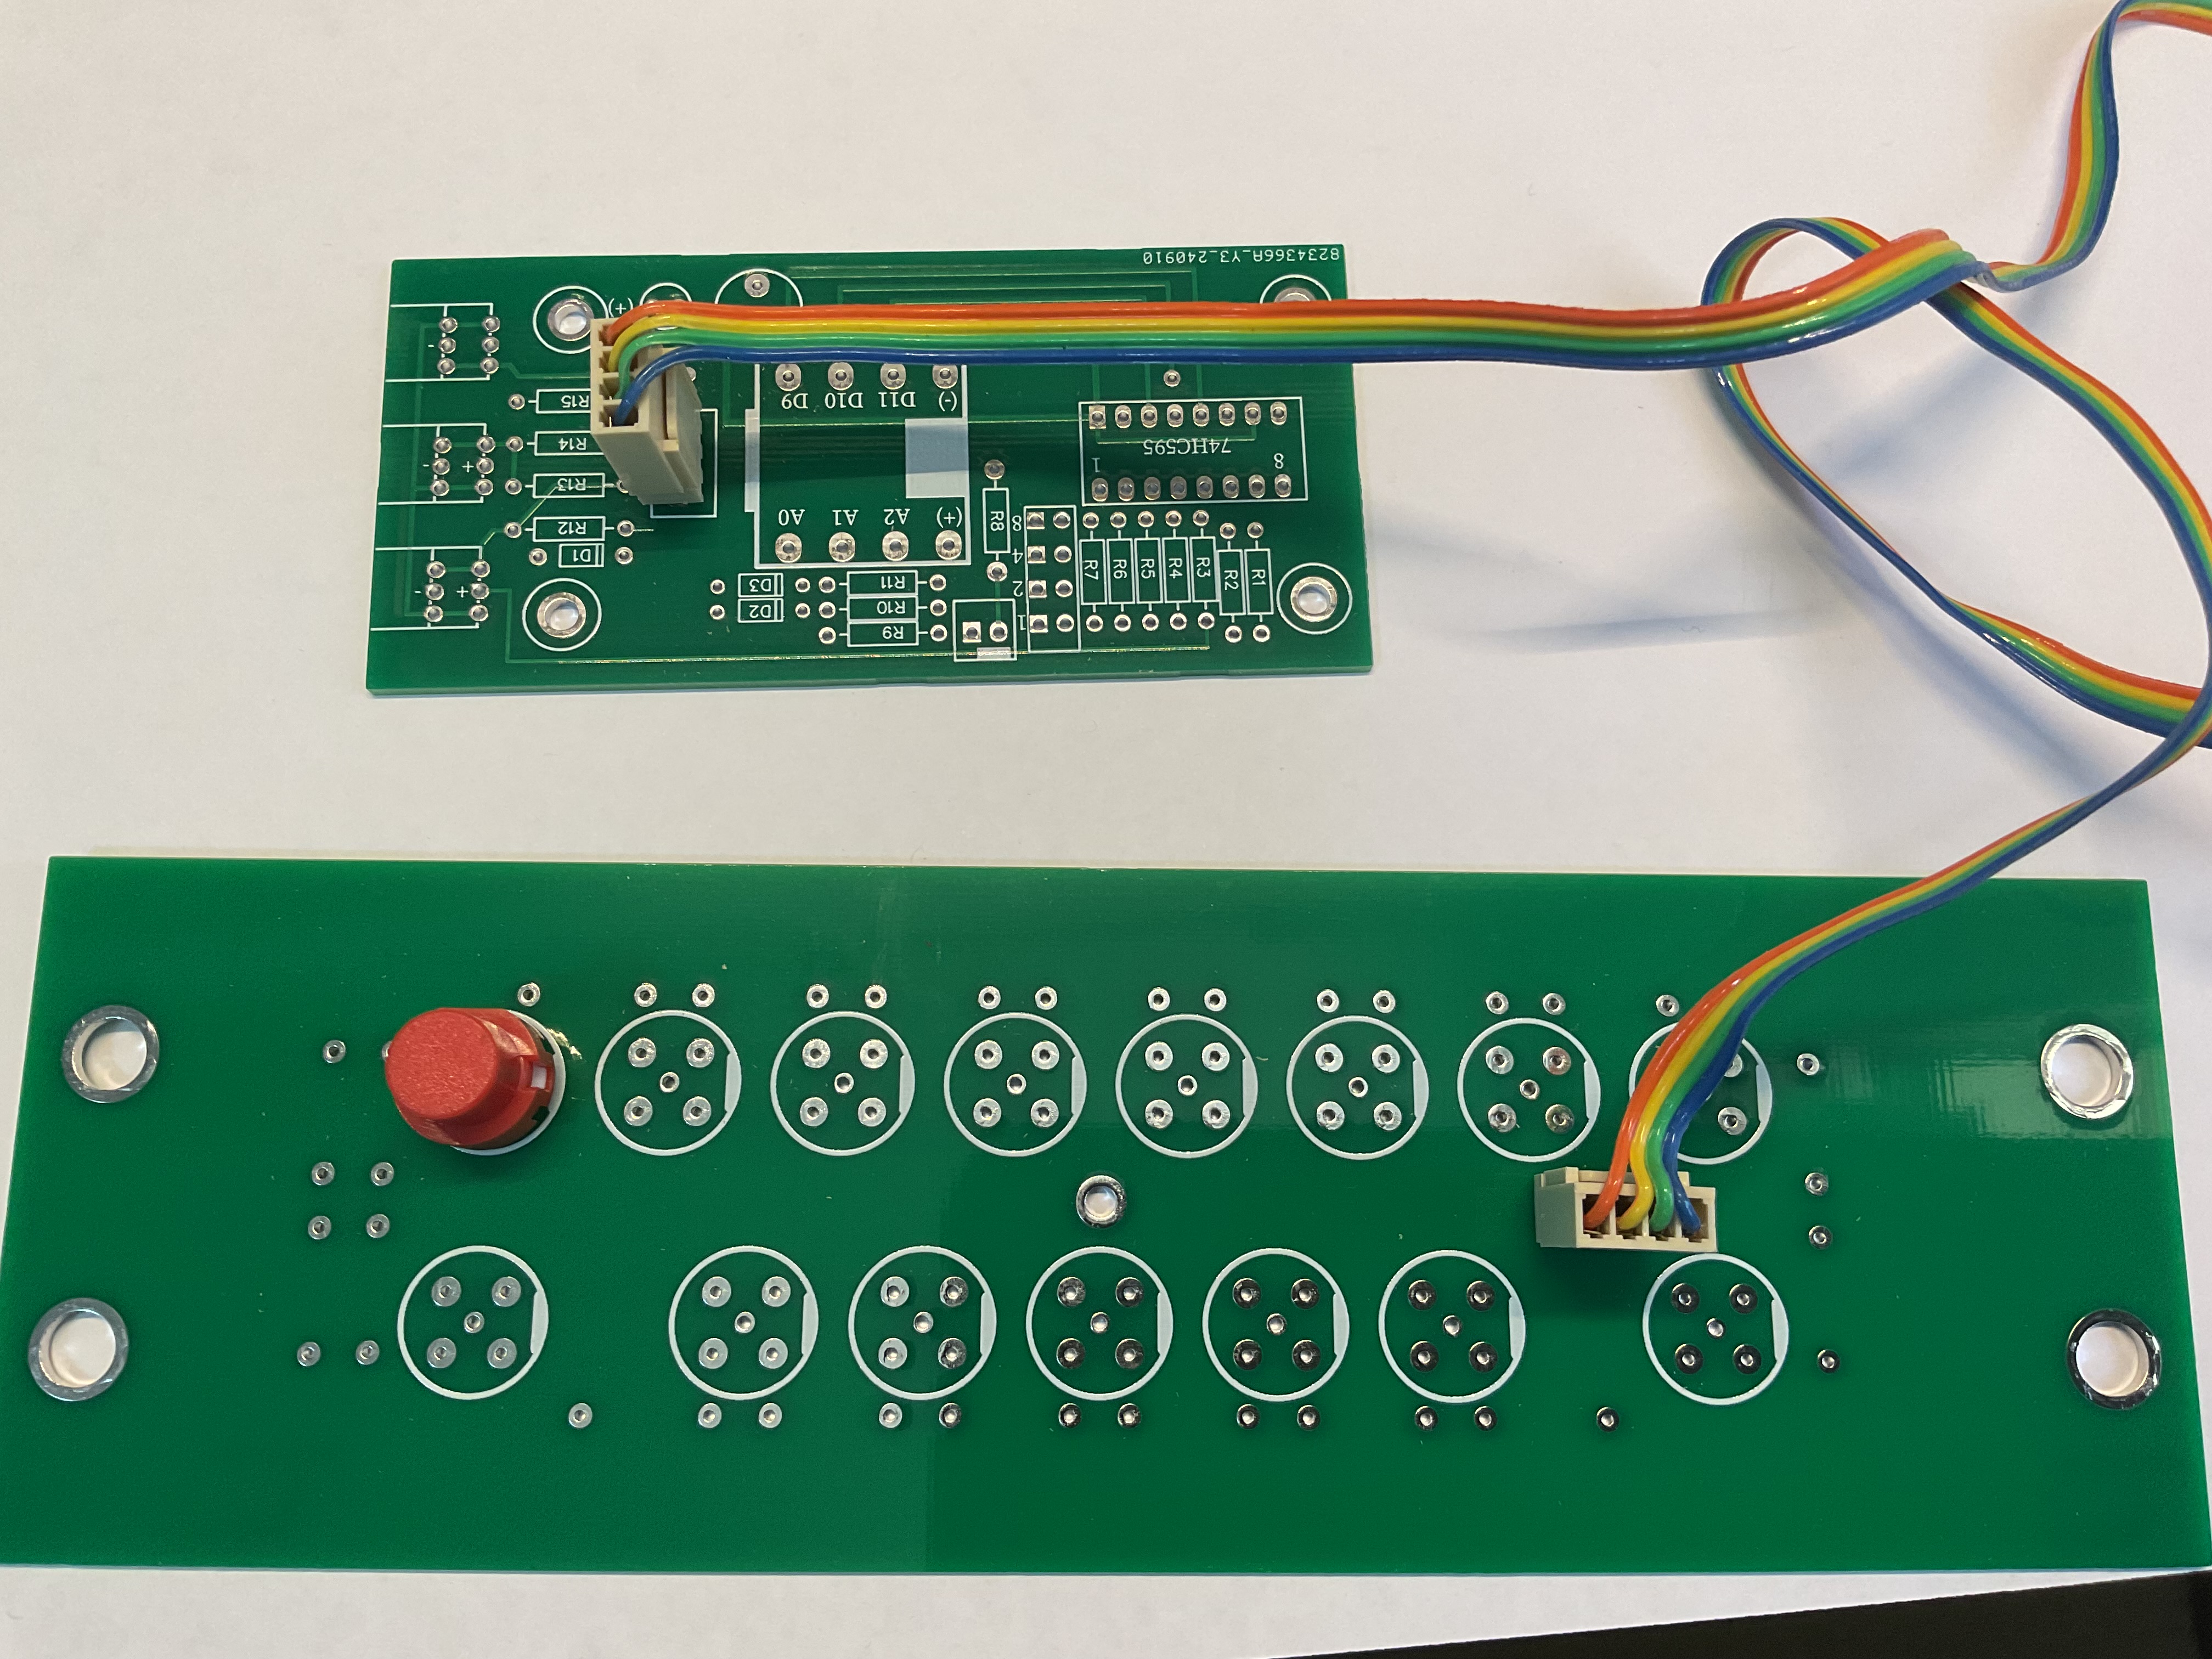 8234366A_Y3_240910
(+)
R15
D9 D10 D11 (-)
R14
74HC595
- +
1 8
R13
A0 A1 A2 (+)
R8
8
R12
D1
4
R7 R6 R5 R4 R3 R2 R1
- +
D3
R11
2
D2
R10
R9
1